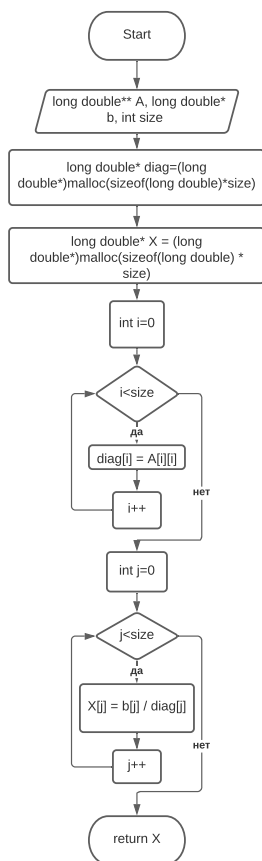 Start
long double** A, long double*
b, int size
long double* diag=(long
double*)malloc(sizeof(long double)*size)
long double* X = (long
double*)malloc(sizeof(long double) *
size)
int i=0
i<size
да
diag[i] = A[i][i]
i++
нет
int j=0
j<size
да
X[j] = b[j] / diag[j]
нет
j++
return X